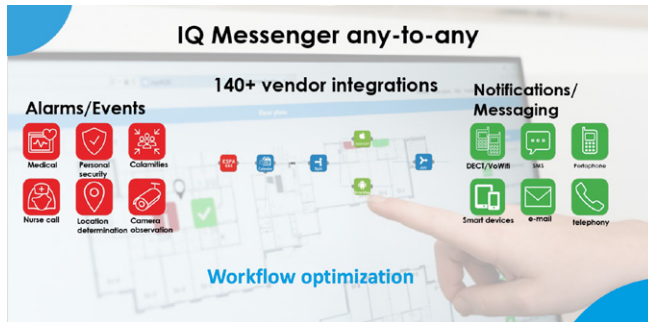 IQ Messenger any-to-any
140+ vendor integrations
Alarms/Events
Medical
Personal
security
Calamities
Nurse call
Location
determination
Camera
observation
ESPA
Notifications/
Messaging
DECT/VoWifi
SMS
Portophone
Smart devices
e-mail
telephony
Workflow optimization